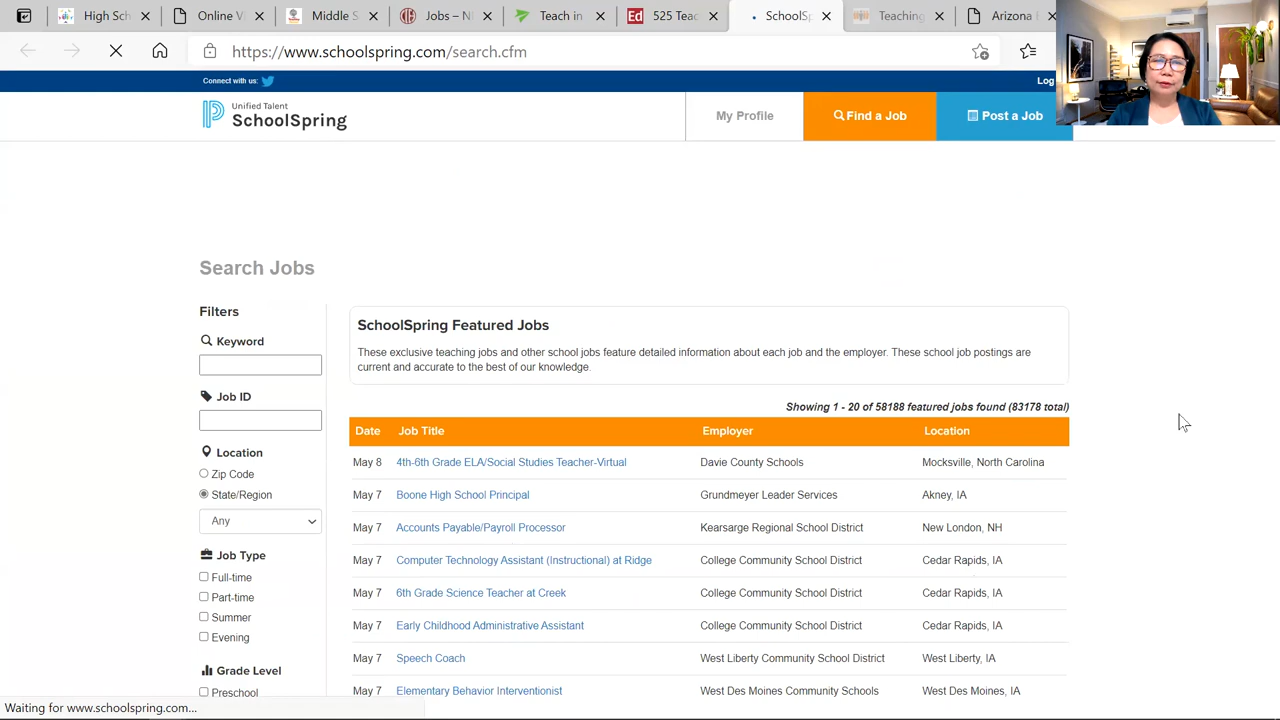 High Sch
Online V
Middle S
Jobs – N
Teach in
525 Teac
SchoolSp
Teaching
Arizona
https://www.schoolspring.com/search.cfm
Connect with us:
Log
Unified Talent
SchoolSpring
My Profile
Find a Job
Post a Job
Search Jobs
Filters
Keyword
Job ID
Location
Zip Code
State/Region
Any
Job Type
Full-time
Part-time
Summer
Evening
Grade Level
Preschool
SchoolSpring Featured Jobs
These exclusive teaching jobs and other school jobs feature detailed information about each job and the employer. These school job postings are
current and accurate to the best of our knowledge.
Showing 1 - 20 of 58188 featured jobs found (83178 total)
Date Job Title Employer Location
May 8 4th-6th Grade ELA/Social Studies Teacher-Virtual Davie County Schools Mocksville, North Carolina
May 7 Boone High School Principal Grundmeyer Leader Services Akney, IA
May 7 Accounts Payable/Payroll Processor Kearsarge Regional School District New London, NH
May 7 Computer Technology Assistant (Instructional) at Ridge College Community School District Cedar Rapids, IA
May 7 6th Grade Science Teacher at Creek College Community School District Cedar Rapids, IA
May 7 Early Childhood Administrative Assistant College Community School District Cedar Rapids, IA
May 7 Speech Coach West Liberty Community School District West Liberty, IA
May 7 Elementary Behavior Interventionist West Des Moines Community Schools West Des Moines, IA
Waiting for www.schoolspring.com...